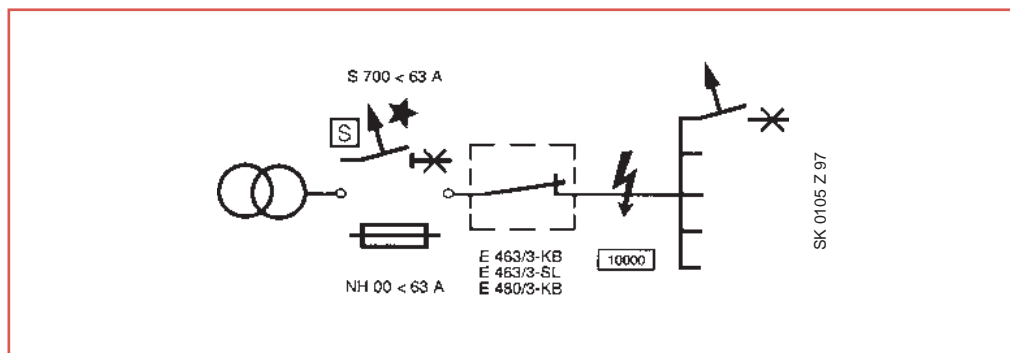 S 700 < 63 A
S
NH 00 < 63 A
E 463/3-KB
E 463/3-SL
E 480/3-KB
10000
SK 0105 Z 97